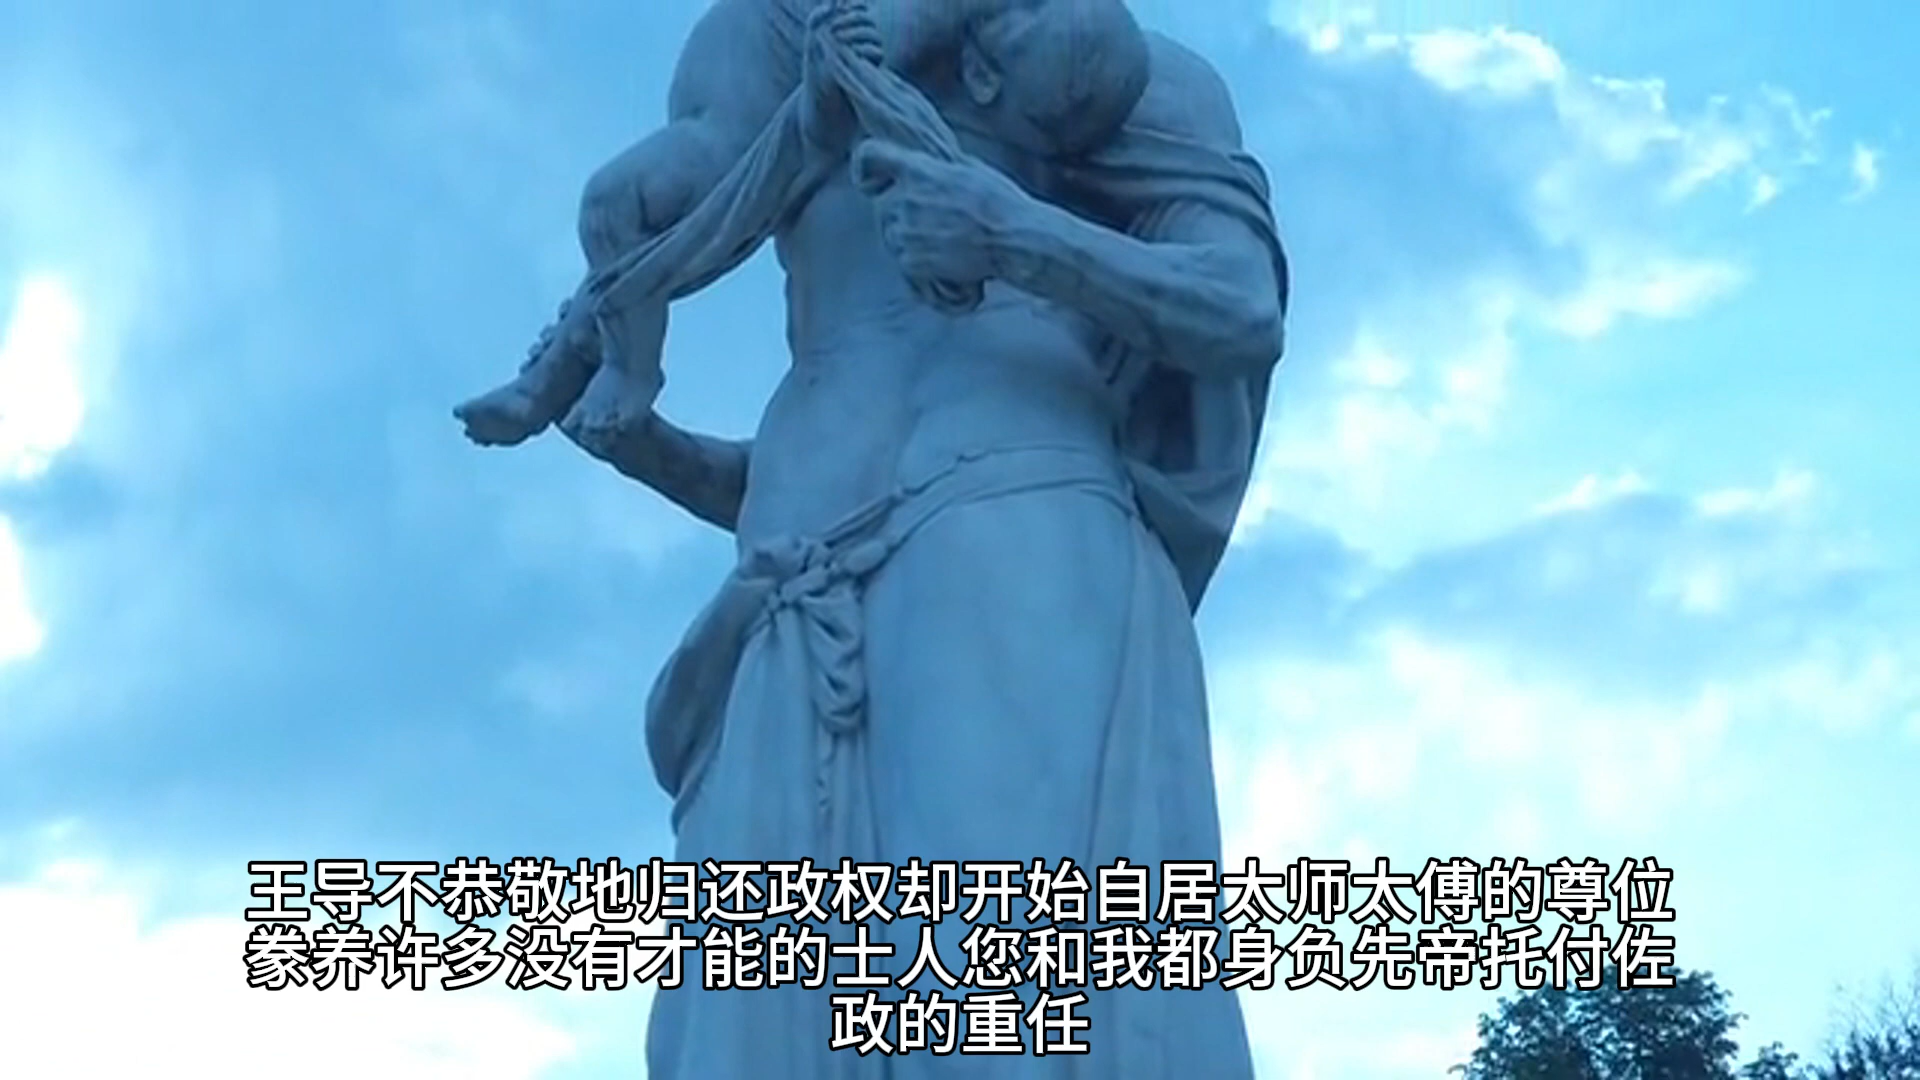 王导不恭敬地归还政权却开始自居太师太傅的尊位
豢养许多没有才能的士人您和我都身负先帝托付佐
政的重任